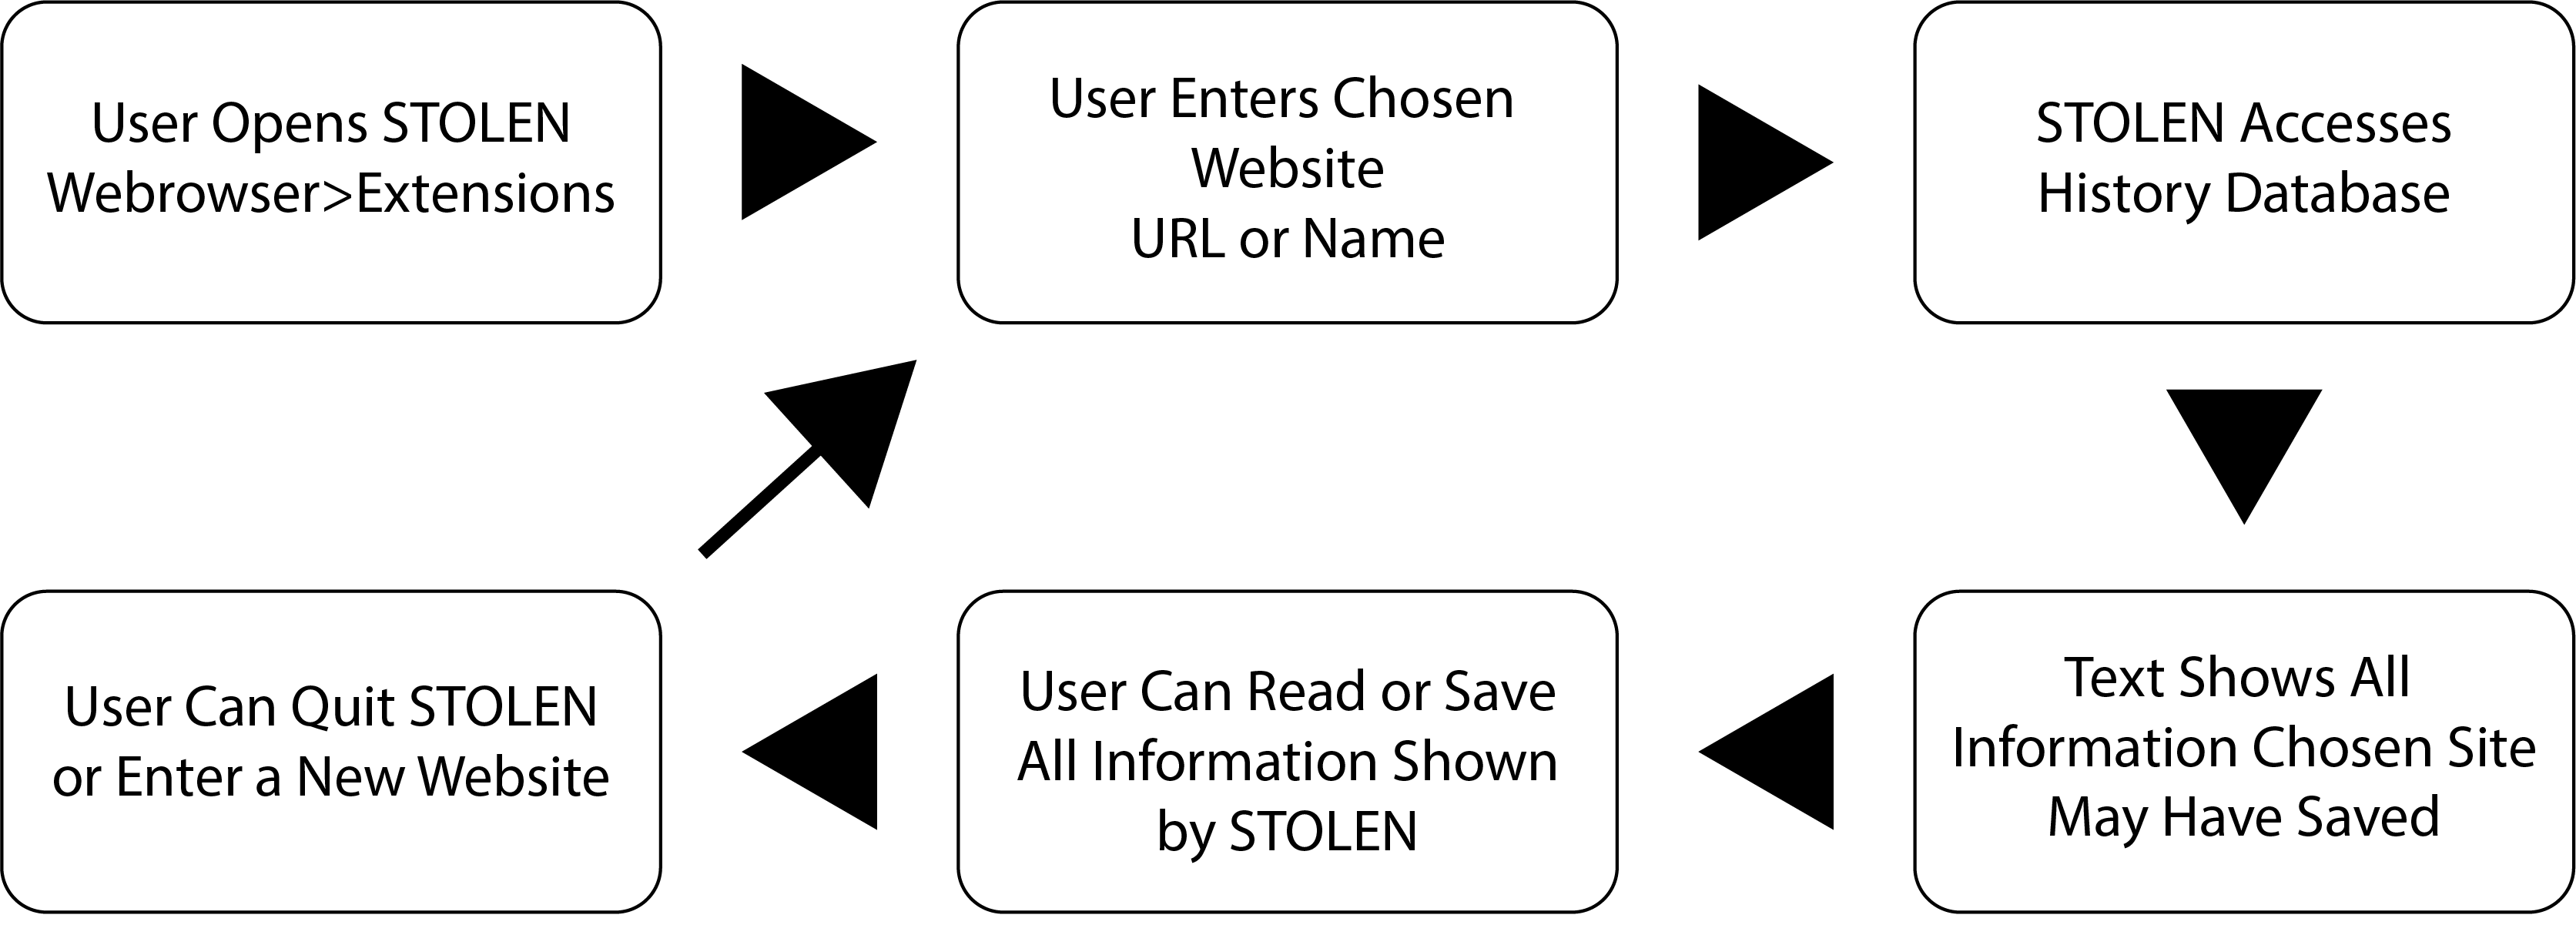 User Opens STOLEN
Webrowser>Extensions
User Enters Chosen
Website
URL or Name
STOLEN Accesses
History Database
Text Shows All
Information Chosen Site
May Have Saved
User Can Read or Save
All Information Shown
by STOLEN
User Can Quit STOLEN
or Enter a New Website